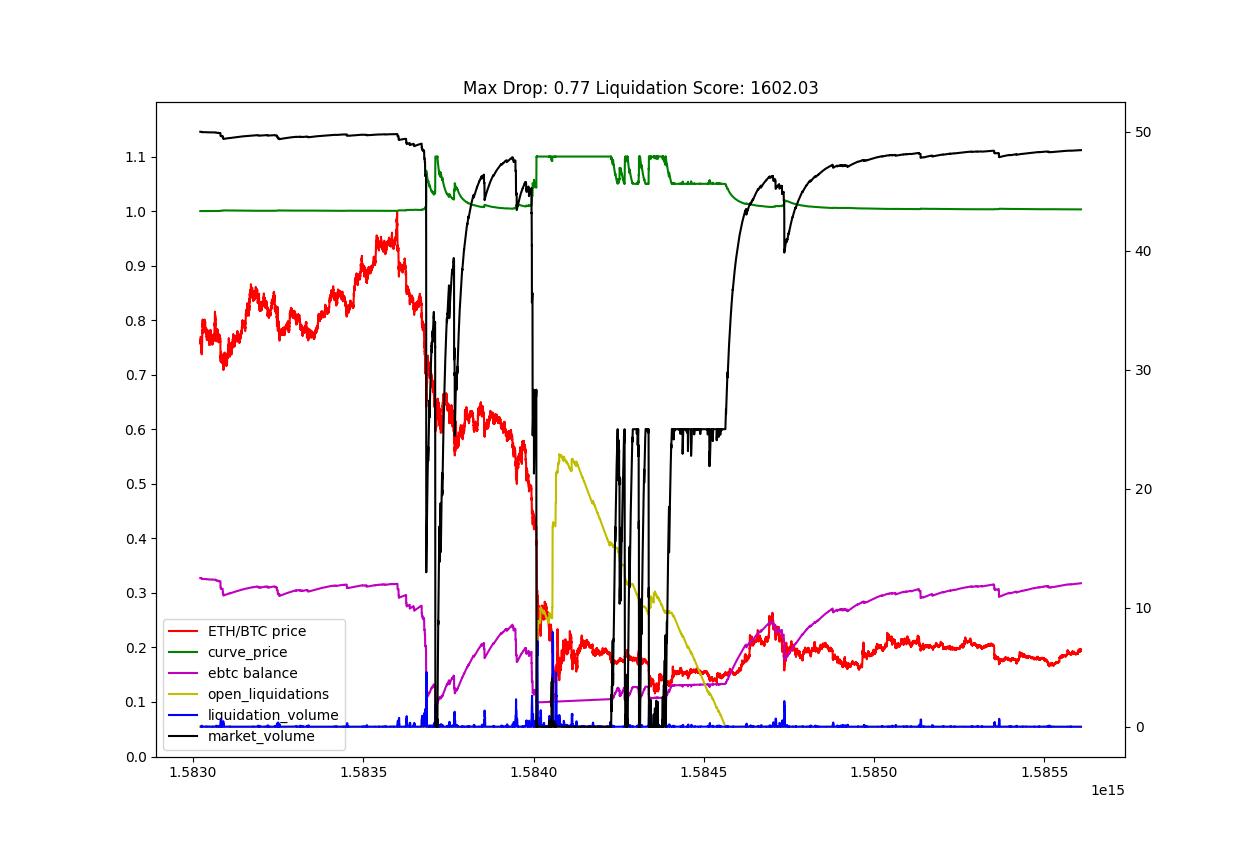 Max Drop: 0.77 Liquidation Score: 1602.03
1.1
1.0
0.9
0.8
0.7
0.6
0.5
0.4
0.3
0.2
0.1
0.0
50
40
30
20
10
0
ETH/BTC price
curve_price
ebtc balance
open_liquidations
liquidation_volume
market_volume
1.5830 1.5835 1.5840 1.5845 1.5850 1.5855
1e15